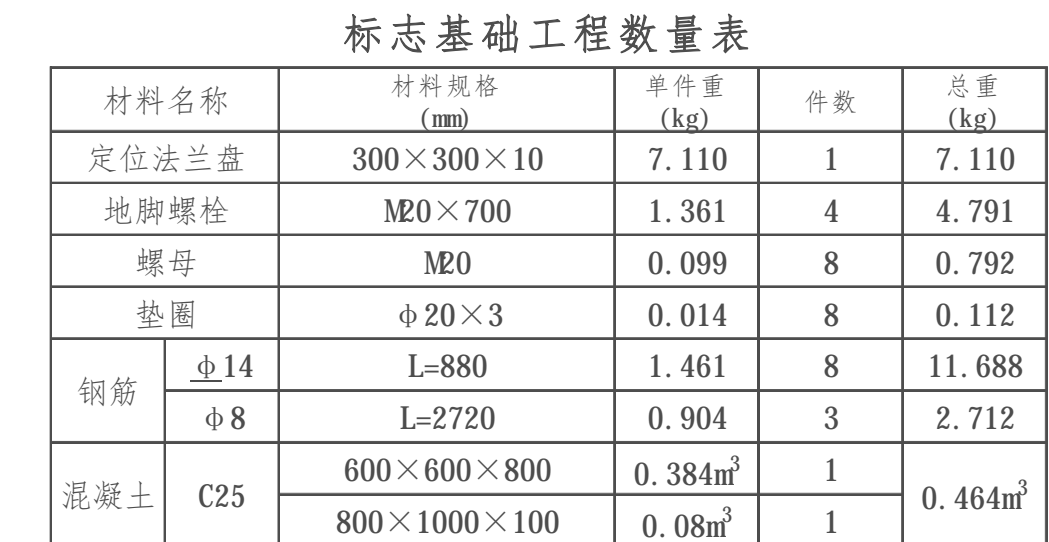 标志基础工程数量表
材料名称 材料规格(mm) 单件重(kg) 件数 总重(kg)
定位法兰盘 300×300×10 7.110 1 7.110
地脚螺栓 M20×700 1.361 4 4.791
螺母 M20 0.099 8 0.792
垫圈 φ20×3 0.014 8 0.112
钢筋 φ14 L=880 1.461 8 11.688
φ8 L=2720 0.904 3 2.712
混凝土 C25 600×600×800 0.384m³ 1 0.464m³
800×1000×100 0.08m³ 1